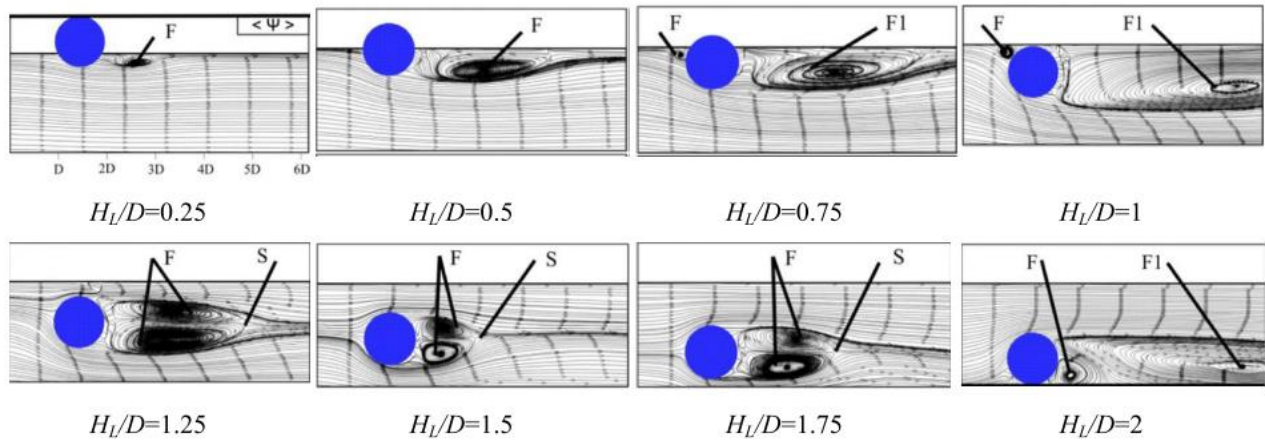 F <Ψ> F F F1 F F1
D 2D 3D 4D 5D 6D
H_L/D=0.25 H_L/D=0.5 H_L/D=0.75 H_L/D=1
F S F S F S F F1
H_L/D=1.25 H_L/D=1.5 H_L/D=1.75 H_L/D=2